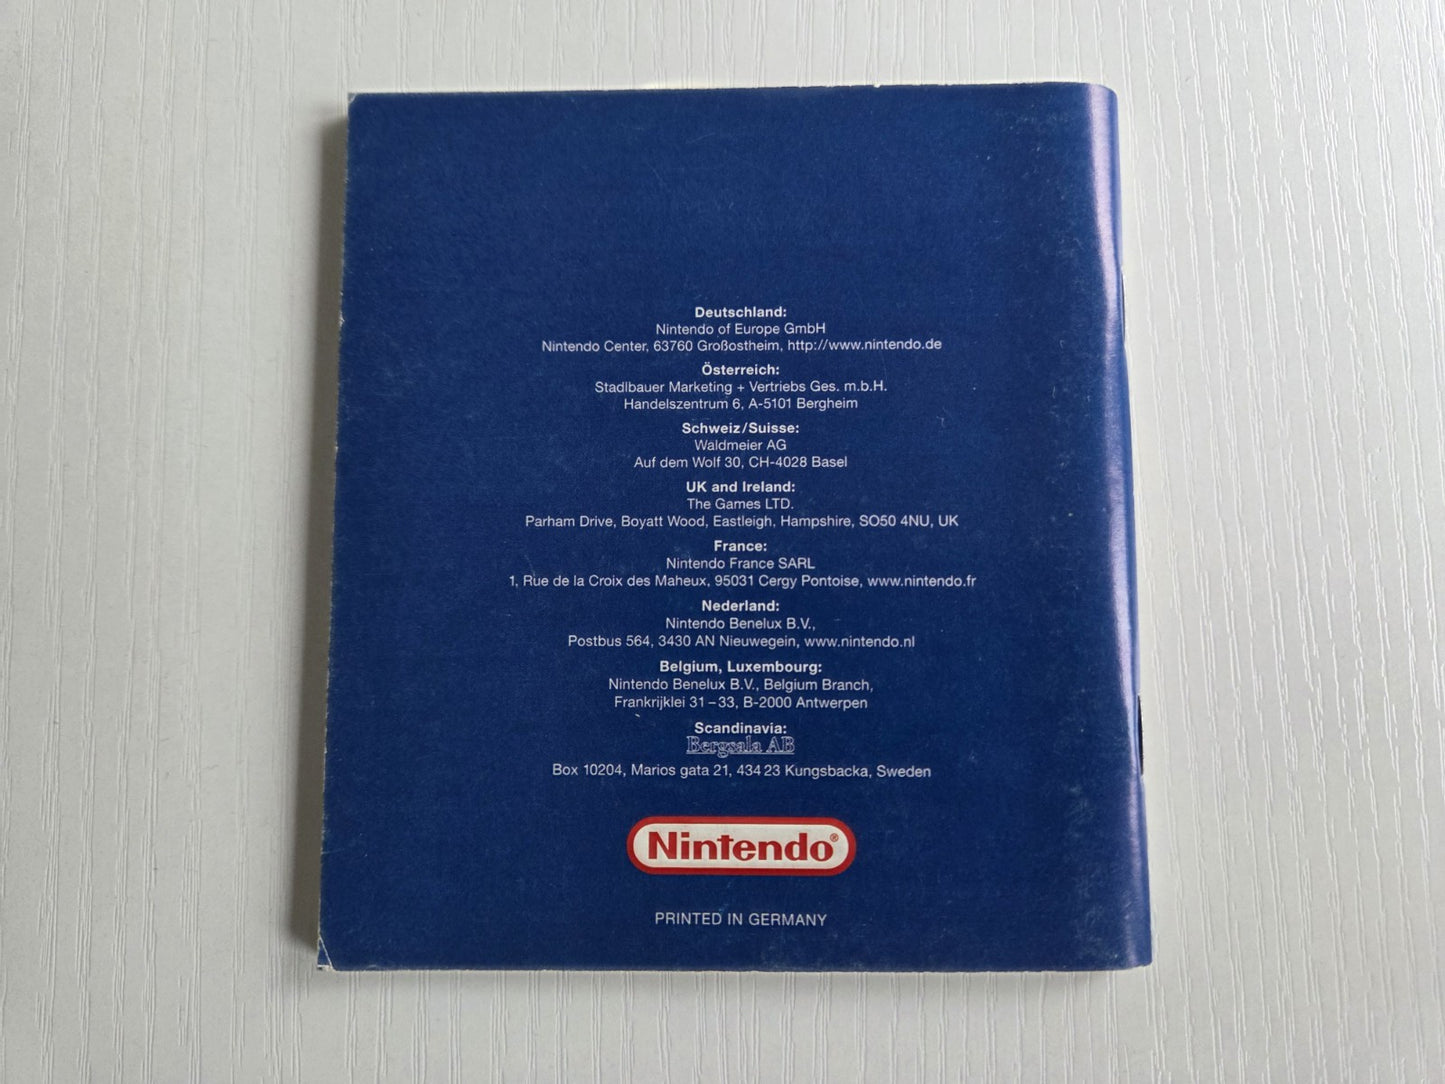 Deutschland:
Nintendo of Europe GmbH
Nintendo Center, 63760 Großostheim, http://www.nintendo.de
Österreich:
Stadlbauer Marketing + Vertriebs Ges. m.b.H.
Handelszentrum 6, A-5101 Bergheim
Schweiz/Suisse:
Waldmeier AG
Auf dem Wolf 30, CH-4028 Basel
UK and Ireland:
The Games LTD.
Parham Drive, Boyatt Wood, Eastleigh, Hampshire, SO50 4NU, UK
France:
Nintendo France SARL
1, Rue de la Croix des Maheux, 95031 Cergy Pontoise, www.nintendo.fr
Nederland:
Nintendo Benelux B.V.,
Postbus 564, 3430 AN Nieuwegein, www.nintendo.nl
Belgium, Luxembourg:
Nintendo Benelux B.V., Belgium Branch,
Frankrijklei 31–33, B-2000 Antwerpen
Scandinavia:
Bergsala AB
Box 10204, Marios gata 21, 434 23 Kungsbacka, Sweden
Nintendo®
PRINTED IN GERMANY